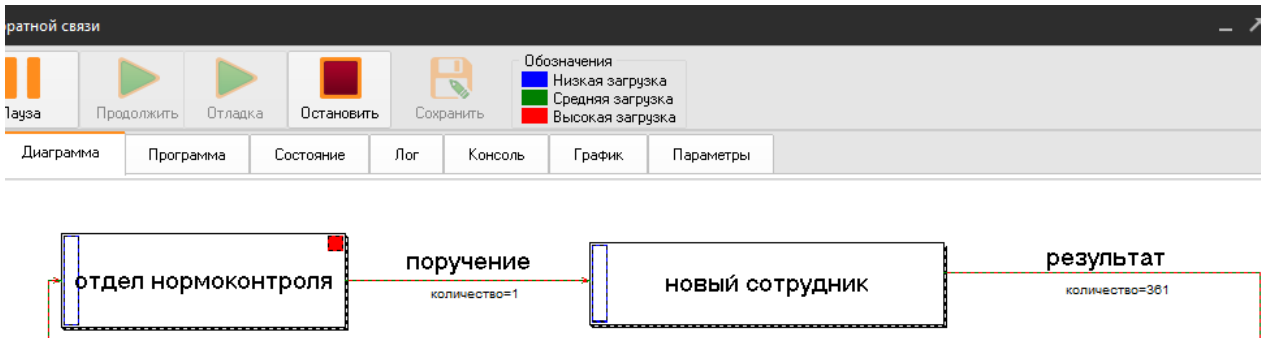 ратной связи
Пауза
Продолжить
Отладка
Остановить
Сохранить
Обозначения
Низкая загрузка
Средняя загрузка
Высокая загрузка
Диаграмма
Программа
Состояние
Лог
Консоль
График
Параметры
отдел нормоконтроля
поручение
количество=1
новый сотрудник
результат
количество=361